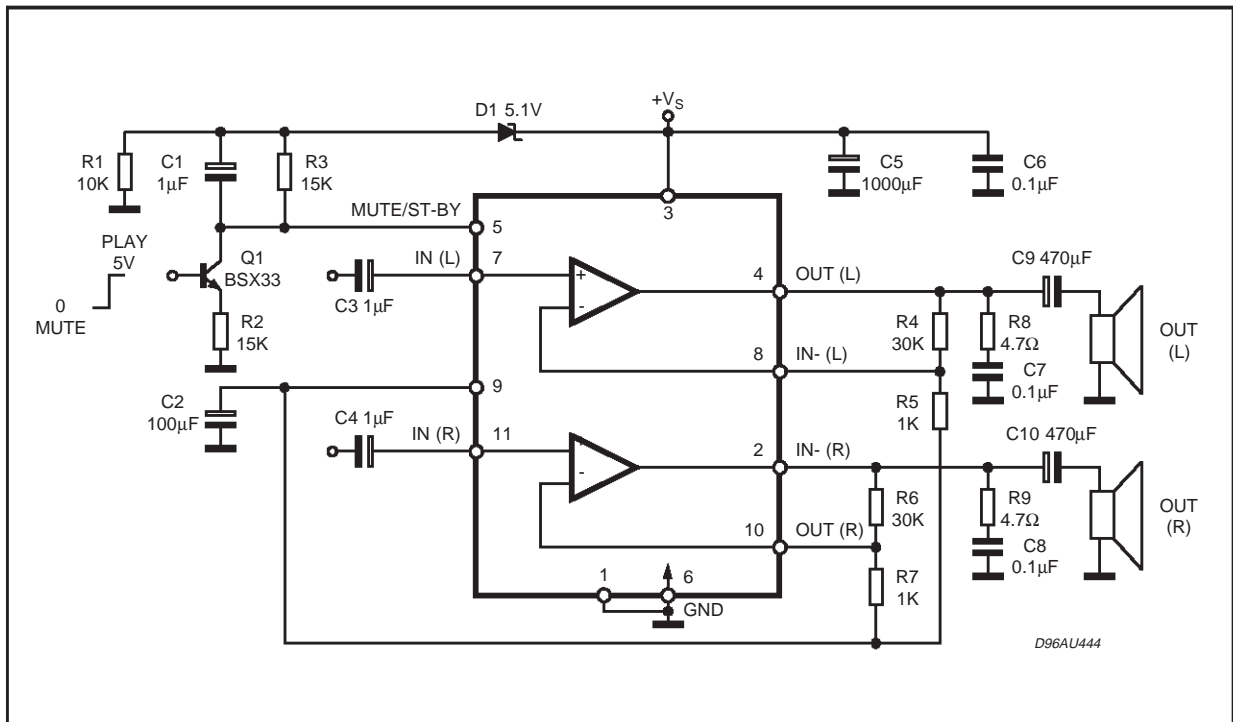 +VS
D1 5.1V
R1
10K
C1
1µF
R3
15K
C5
1000µF
C6
0.1µF
3
MUTE/ST-BY
5
PLAY
5V
0
MUTE
Q1
BSX33
R2
15K
IN (L)
7
C3 1µF
+
-
4
OUT (L)
C9 470µF
R4
30K
R8
4.7Ω
OUT
(L)
8
IN- (L)
C7
0.1µF
R5
1K
9
C2
100µF
C4 1µF
IN (R)
11
+
-
2
IN- (R)
C10 470µF
R6
30K
R9
4.7Ω
OUT
(R)
10
OUT (R)
C8
0.1µF
R7
1K
1
6
GND
D96AU444